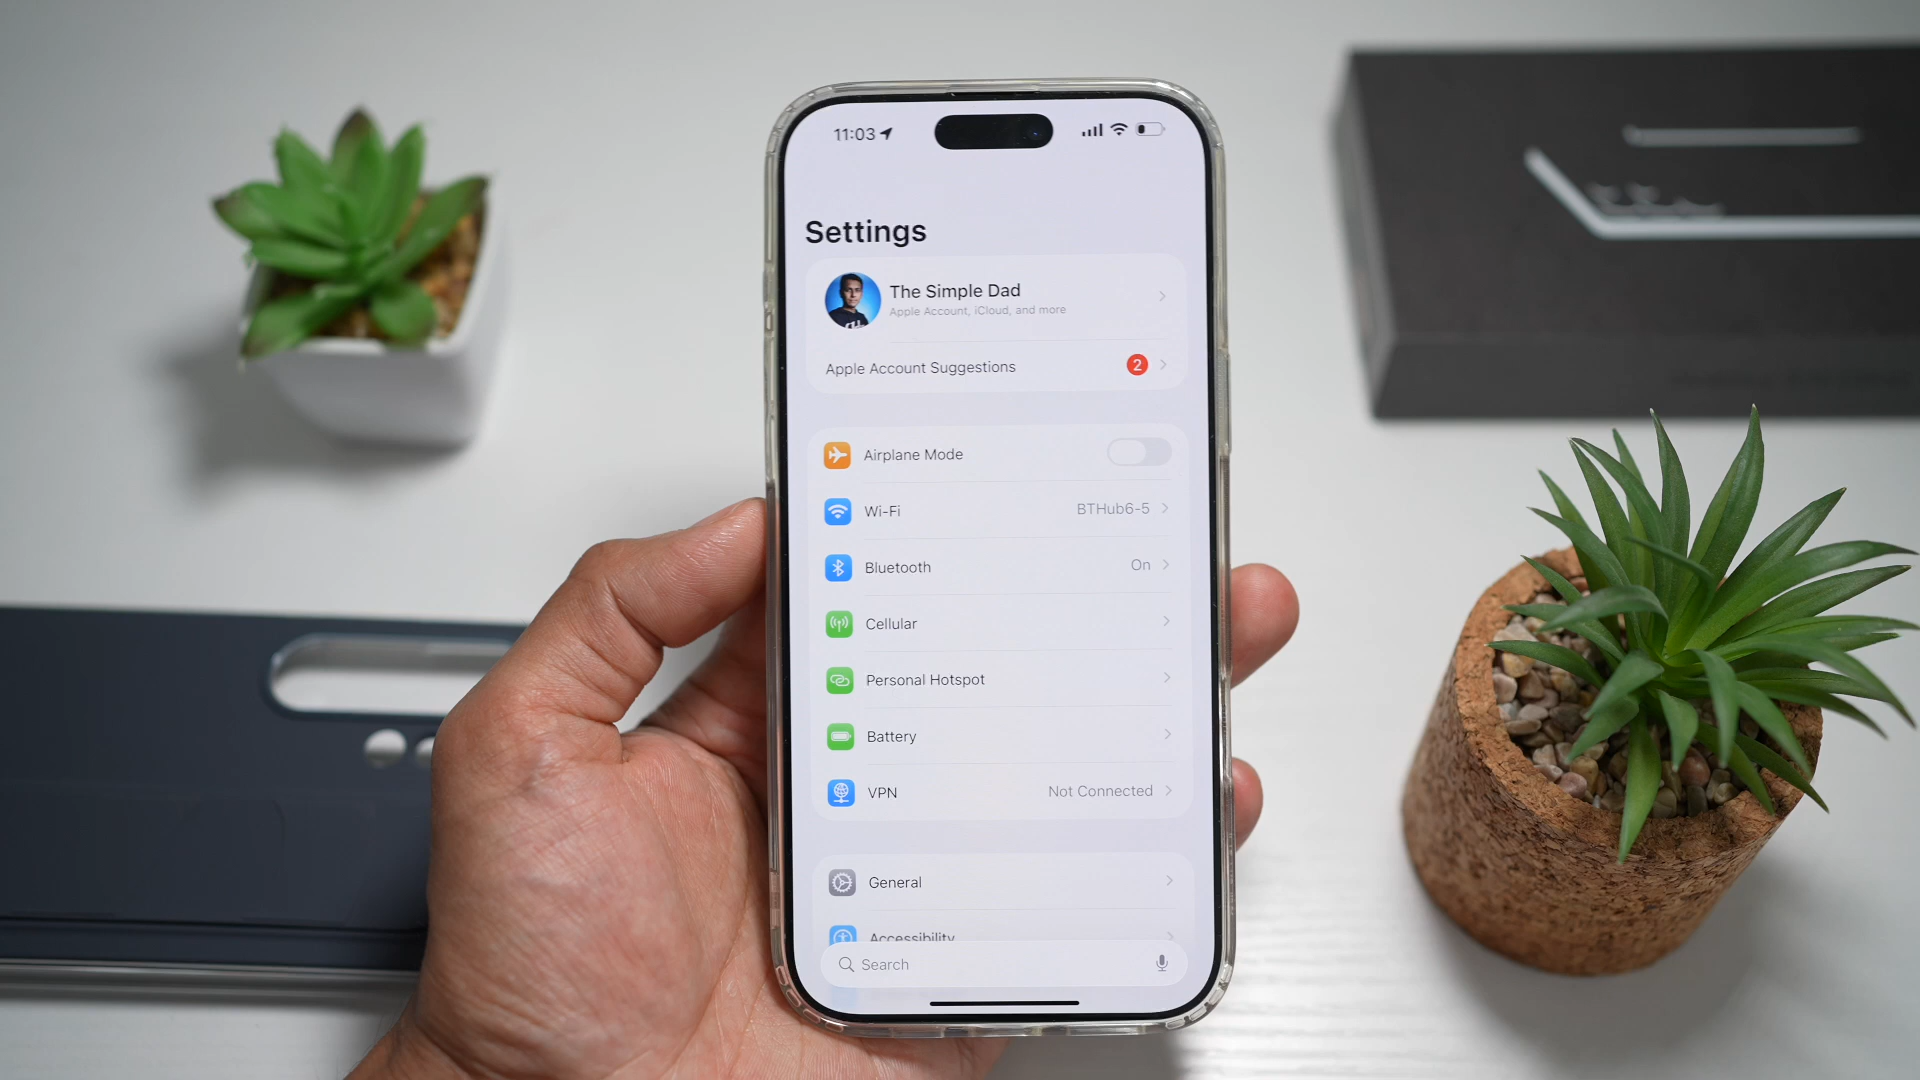 11:03
Settings
The Simple Dad
Apple Account, iCloud, and more
Apple Account Suggestions 2
Airplane Mode
Wi-Fi BTHub6-5
Bluetooth On
Cellular
Personal Hotspot
Battery
VPN Not Connected
General
Accessibility
Search